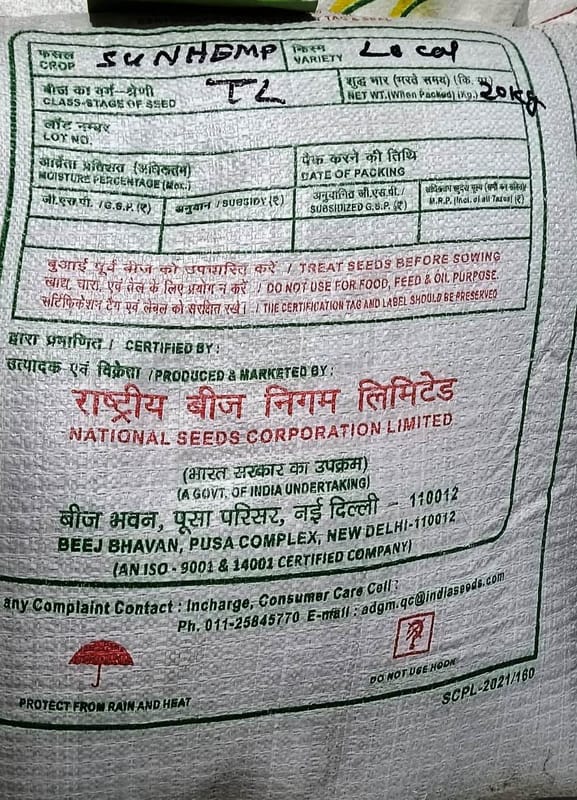 फसल SUNHEMP किस्म Local
CROP VARIETY
बीज का वर्ग-श्रेणी TL शुद्ध भार (भरते समय) (कि. ग्रा.)
CLASS-STAGE OF SEED NET WT.(When Packed) (Kg.) 20Kg
लॉट नम्बर
LOT NO.
आर्द्रता प्रतिशत (अधिकतम) पैक करने की तिथि
MOISTURE PERCENTAGE (Max.) DATE OF PACKING
जी.एस.पी. / G.S.P. (₹) अनुदान / SUBSIDY (₹) अनुदानित जी.एस.पी. /
SUBSIDIZED G.S.P. (₹) M.R.P. (Incl. of all Taxes) (₹)
बुआई पूर्व बीज को उपचारित करें / TREAT SEEDS BEFORE SOWING
खाद्य, चारा, एवं तेल के लिए प्रयोग न करें / DO NOT USE FOR FOOD, FEED & OIL PURPOSE.
सर्टिफिकेशन टैग एवं लेबल को संरक्षित रखें। / THE CERTIFICATION TAG AND LABEL SHOULD BE PRESERVED
द्वारा प्रमाणित / CERTIFIED BY :
उत्पादक एवं विक्रेता / PRODUCED & MARKETED BY :
राष्ट्रीय बीज निगम लिमिटेड
NATIONAL SEEDS CORPORATION LIMITED
(भारत सरकार का उपक्रम)
(A GOVT. OF INDIA UNDERTAKING)
बीज भवन, पूसा परिसर, नई दिल्ली - 110012
BEEJ BHAVAN, PUSA COMPLEX, NEW DELHI-110012
(AN ISO - 9001 & 14001 CERTIFIED COMPANY)
any Complaint Contact : Incharge, Consumer Care Cell :
Ph. 011-25845770 E-mail : adgm.qc@indiaseeds.com
PROTECT FROM RAIN AND HEAT
DO NOT USE HOOK
SCPL-2021/160